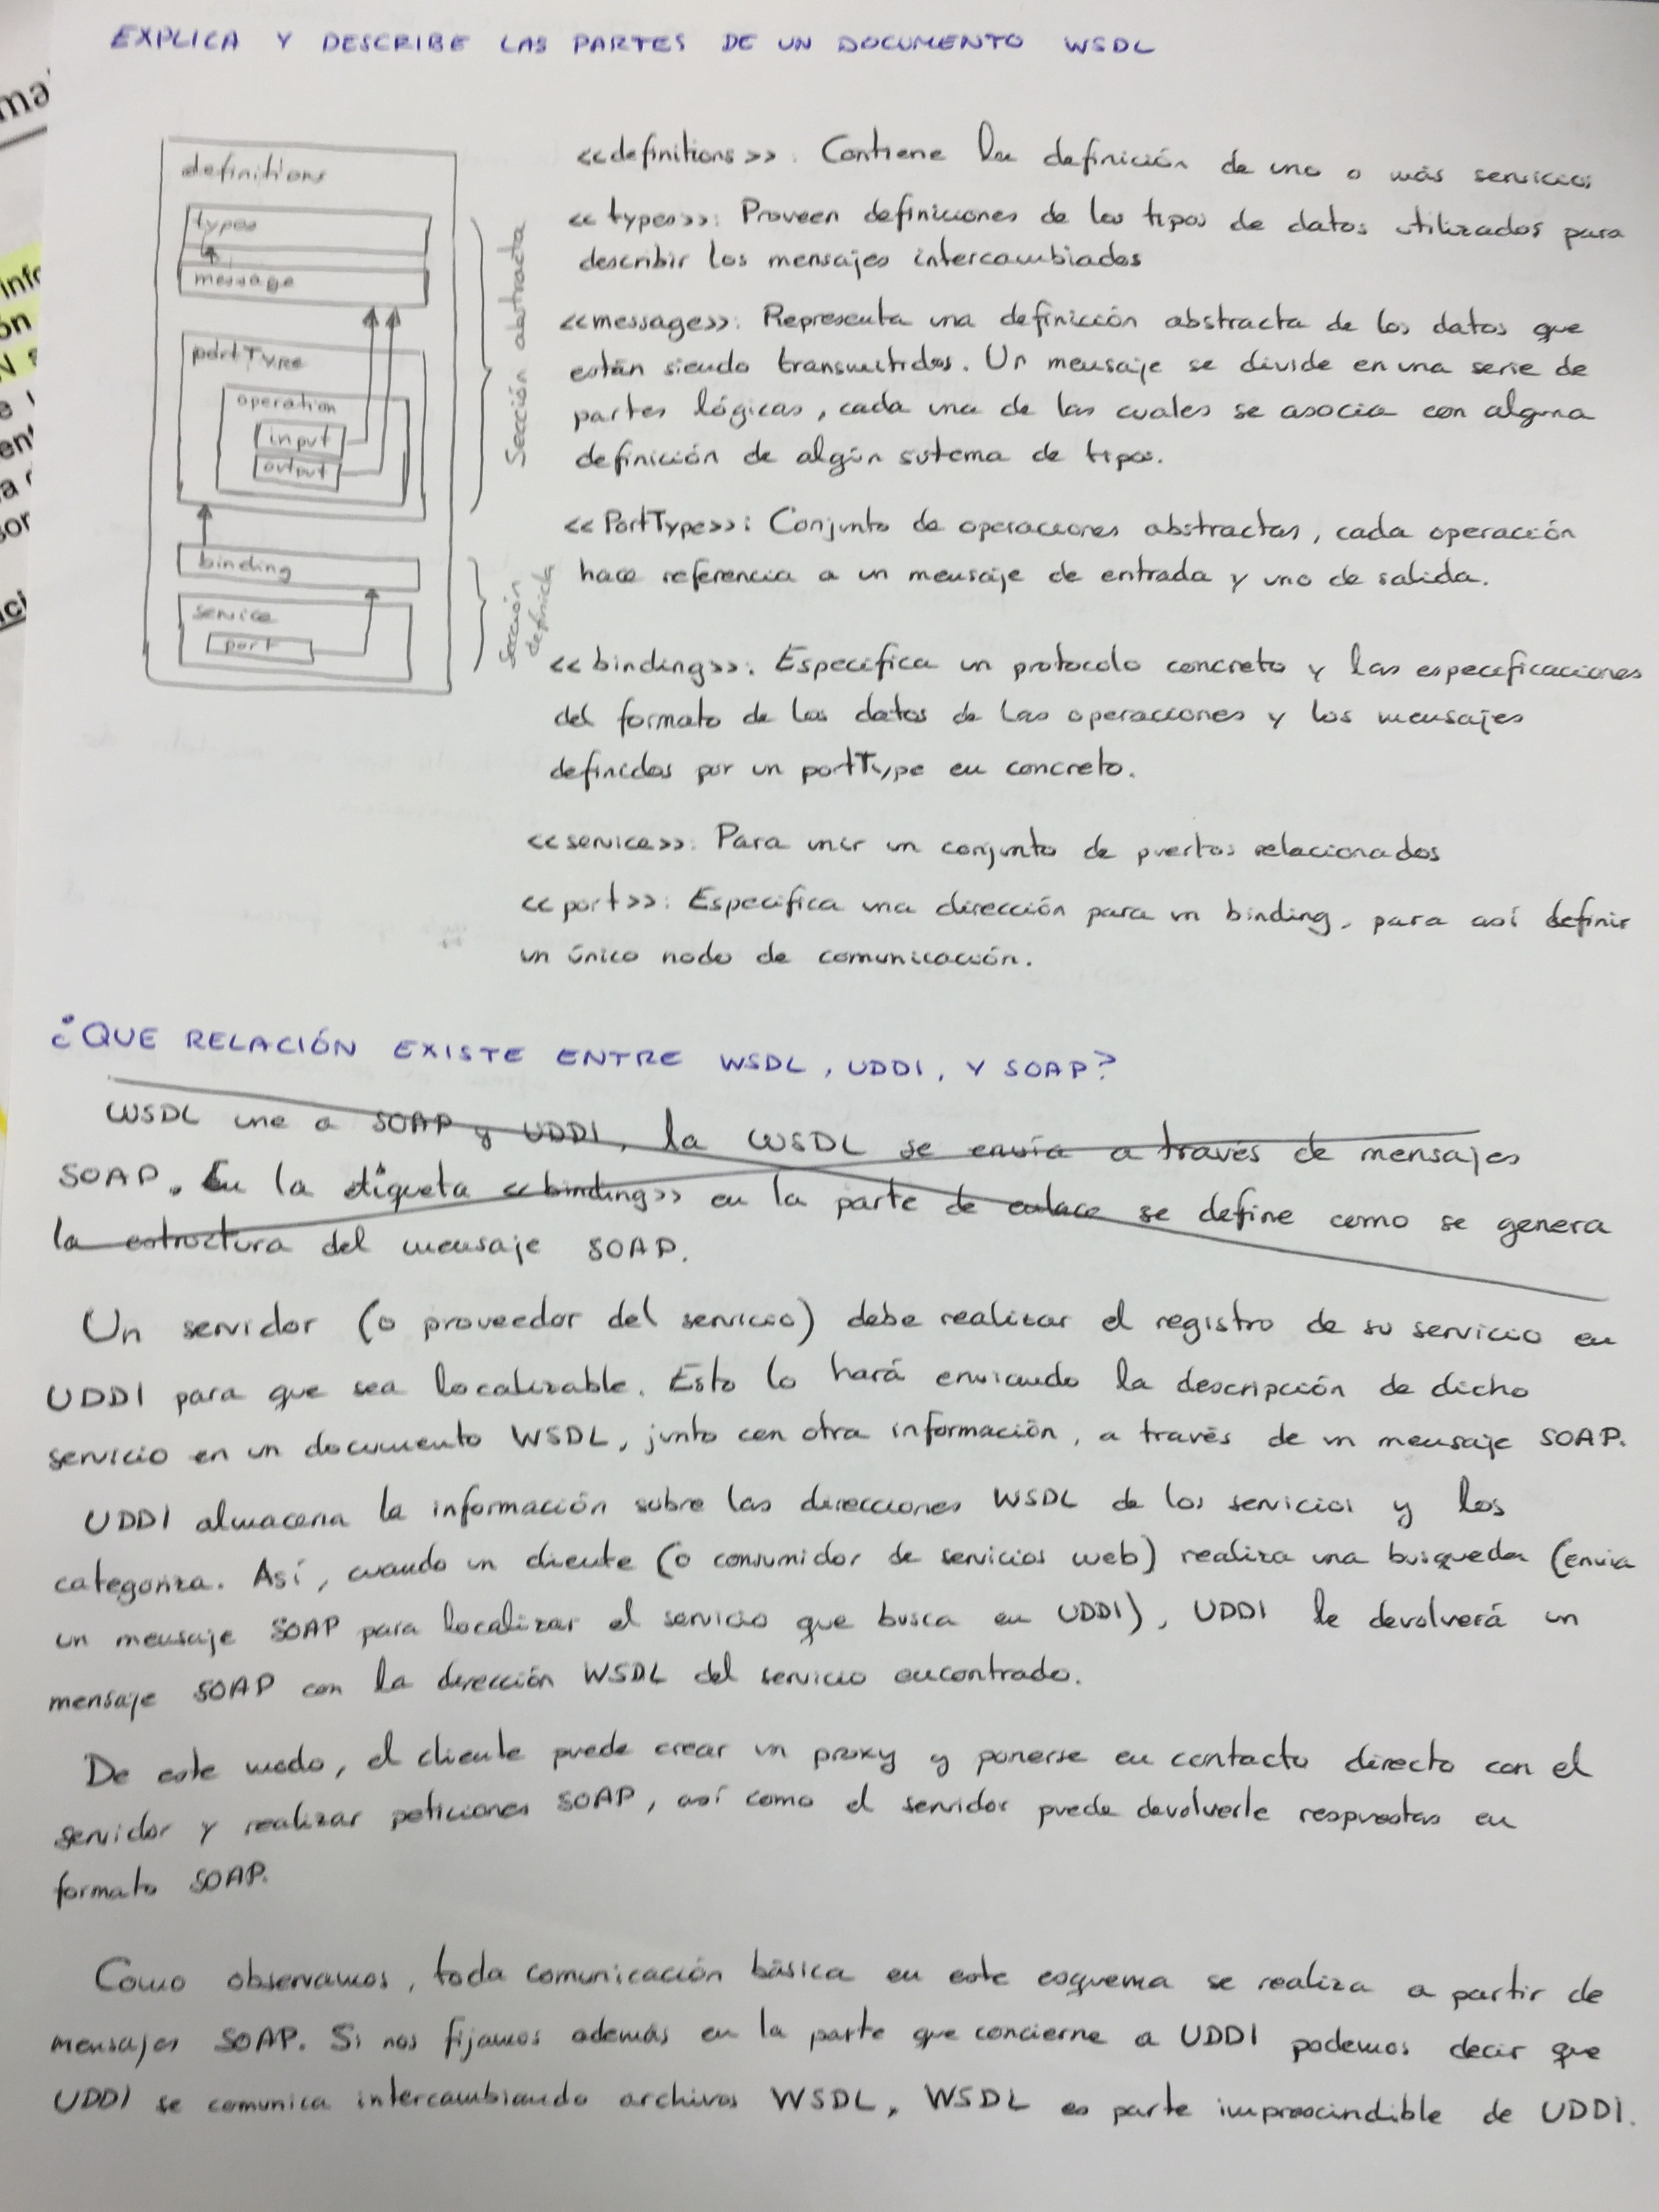 EXPLICA Y DESCRIBE LAS PARTES DE UN DOCUMENTO WSDL
definitions
types
message
portType
operation
input
output
binding
service
port
Sección abstracta
Sección definida
<<definitions>>: Contiene la definición de uno o más servicios
<<types>>: Proveen definiciones de los tipos de datos utilizados para
describir los mensajes intercambiados
<<message>>: Representa una definición abstracta de los datos que
están siendo transmitidos. Un mensaje se divide en una serie de
partes lógicas, cada una de las cuales se asocia con alguna
definición de algún sistema de tipos.
<<PortType>>: Conjunto de operaciones abstractas, cada operación
hace referencia a un mensaje de entrada y uno de salida.
<<binding>>: Especifica un protocolo concreto y las especificaciones
del formato de los datos de las operaciones y los mensajes
definidos por un portType en concreto.
<<service>>: Para unir un conjunto de puertos relacionados
<<port>>: Especifica una dirección para un binding, para así definir
un único nodo de comunicación.
¿QUE RELACIÓN EXISTE ENTRE WSDL, UDDI, Y SOAP?
WSDL une a SOAP y UDDI, la WSDL se envía a través de mensajes
SOAP. En la etiqueta <<binding>> en la parte de enlace se define como se genera
la estructura del mensaje SOAP.
Un servidor (o proveedor del servicio) debe realizar el registro de su servicio en
UDDI para que sea localizable. Esto lo hará enviando la descripción de dicho
servicio en un documento WSDL, junto con otra información, a través de un mensaje SOAP.
UDDI almacena la información sobre las direcciones WSDL de los servicios y los
categoriza. Así, cuando un cliente (o consumidor de servicios web) realiza una busqueda (envia
un mensaje SOAP para localizar el servicio que busca en UDDI), UDDI le devolverá un
mensaje SOAP con la dirección WSDL del servicio encontrado.
De este modo, el cliente puede crear un proxy y ponerse en contacto directo con el
servidor y realizar peticiones SOAP, así como el servidor puede devolverle respuestas en
formato SOAP.
Como observamos, toda comunicación básica en este esquema se realiza a partir de
mensajes SOAP. Si nos fijamos además en la parte que concierne a UDDI podemos decir que
UDDI se comunica intercambiando archivos WSDL, WSDL es parte imprescindible de UDDI.